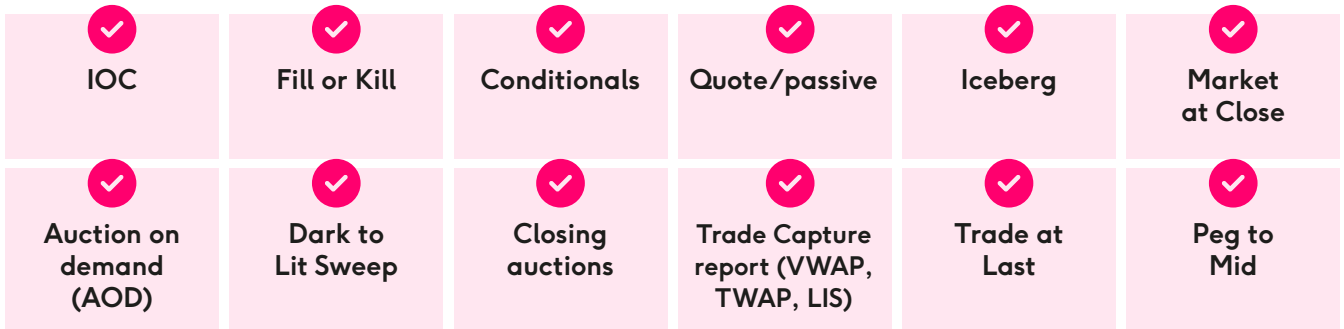 IOC
Fill or Kill
Conditionals
Quote/passive
Iceberg
Market
at Close
Auction on
demand
(AOD)
Dark to
Lit Sweep
Closing
auctions
Trade Capture
report (VWAP,
TWAP, LIS)
Trade at
Last
Peg to
Mid